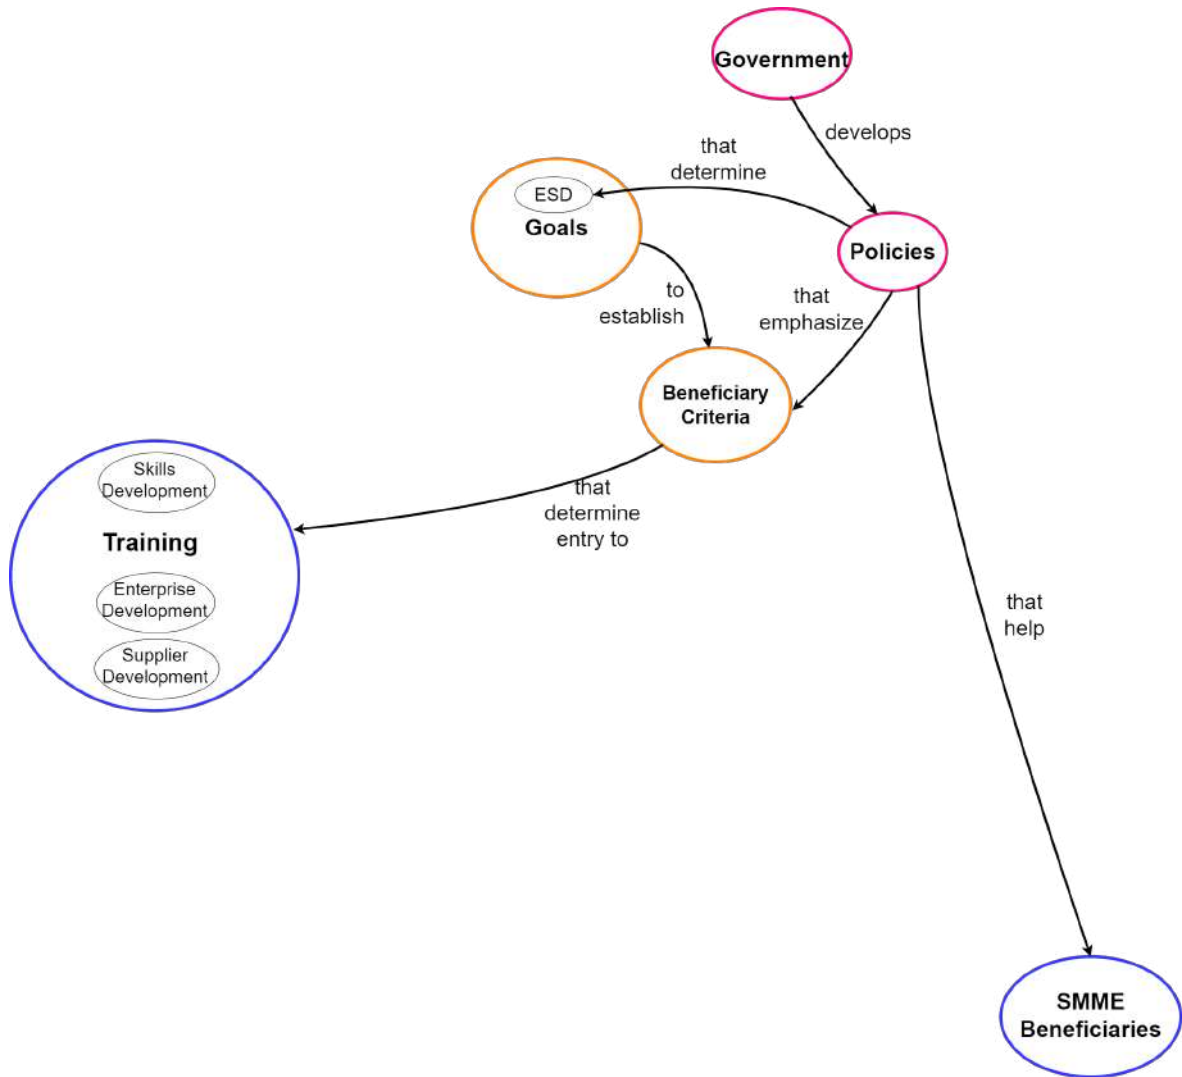 Government
develops
that
determine
ESD
Goals
Policies
to
establish
that
emphasize
Beneficiary
Criteria
Skills
Development
Training
Enterprise
Development
Supplier
Development
that
determine
entry to
that
help
SMME
Beneficiaries